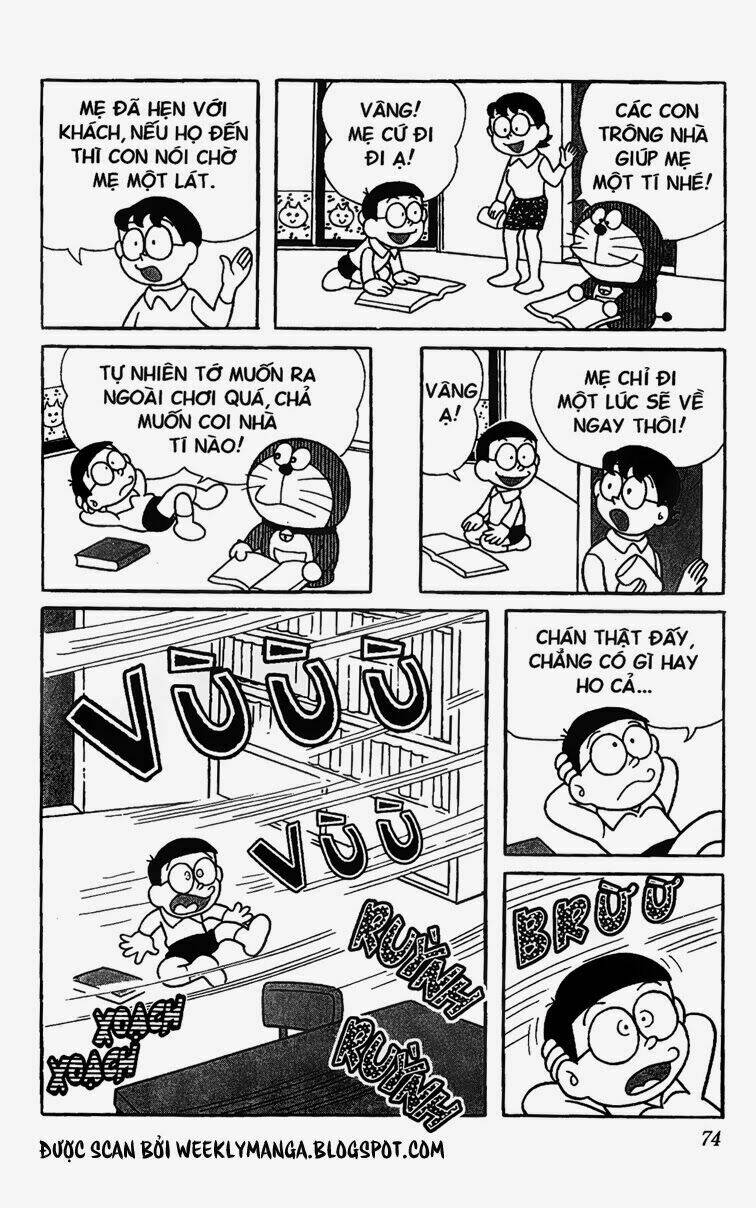 CÁC CON
TRÔNG NHÀ
GIÚP MẸ
MỘT TÍ NHÉ!
VÂNG!
MẸ CỨ ĐI
ĐI Ạ!
MẸ ĐÃ HẸN VỚI
KHÁCH, NẾU HỌ ĐẾN
THÌ CON NÓI CHỜ
MẸ MỘT LÁT.
MẸ CHỈ ĐI
MỘT LÚC SẼ VỀ
NGAY THÔI!
VÂNG
Ạ!
TỰ NHIÊN TỚ MUỐN RA
NGOÀI CHƠI QUÁ, CHẢ
MUỐN COI NHÀ
TÍ NÀO!
CHÁN THẬT ĐẤY,
CHẲNG CÓ GÌ HAY
HO CẢ...
BRỪỪ
VÙÙÙ
VÙÙ
RUỲNH
RUỲNH
XOẠCH
XOẠCH
74
ĐƯỢC SCAN BỞI WEEKLYMANGA.BLOGSPOT.COM